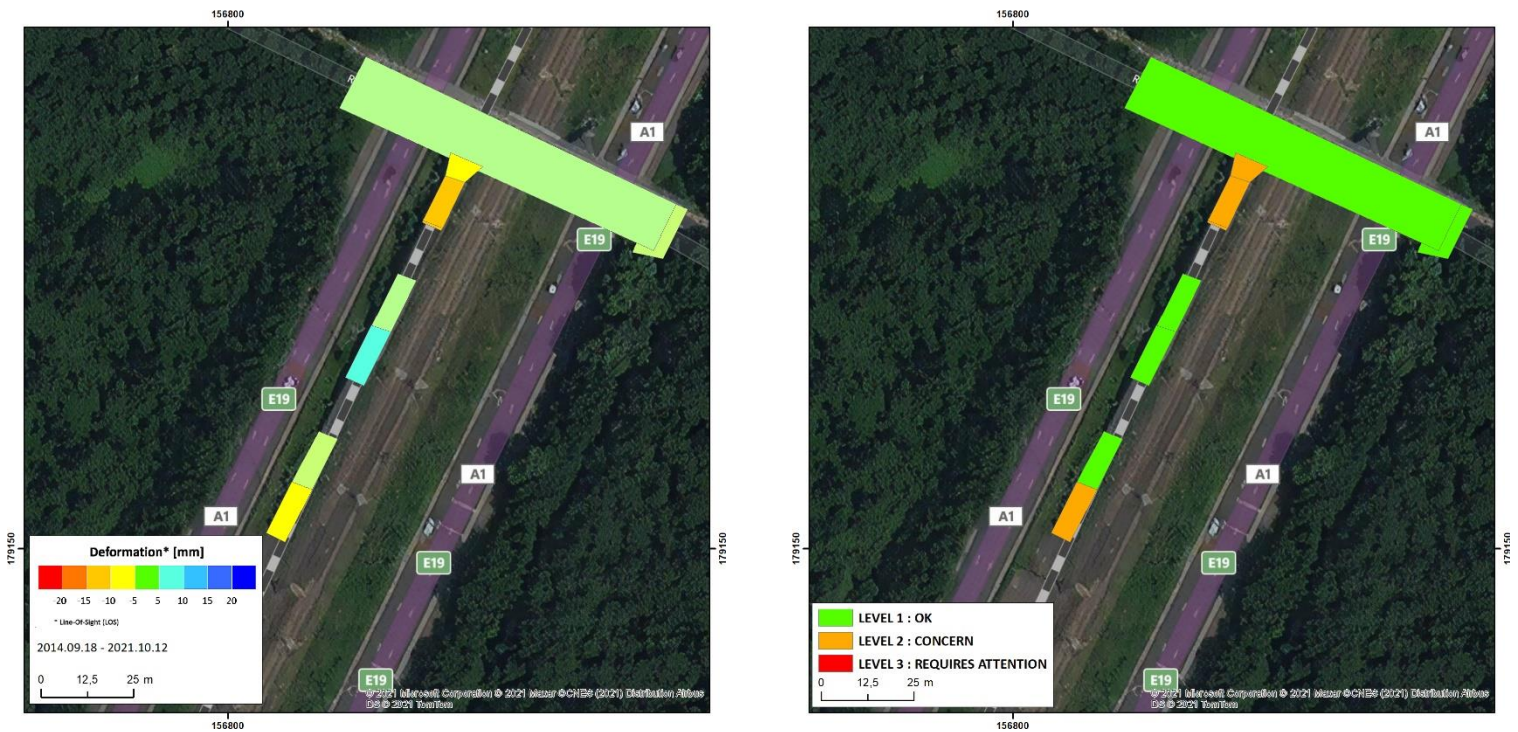 156800
A1
E19
E19
A1
A1
E19
E19
179150
179150
Deformation* [mm]
-20 -15 -10 -5 5 10 15 20
* Line-Of-Sight (LOS)
2014.09.18 - 2021.10.12
0 12,5 25 m
© 2021 Microsoft Corporation © 2021 Maxar ©CNES (2021) Distribution Airbus
DS © 2021 TomTom
156800
156800
A1
E19
E19
A1
A1
E19
E19
179150
LEVEL 1 : OK
LEVEL 2 : CONCERN
LEVEL 3 : REQUIRES ATTENTION
0 12,5 25 m
© 2021 Microsoft Corporation © 2021 Maxar ©CNES (2021) Distribution Airbus
DS © 2021 TomTom
156800